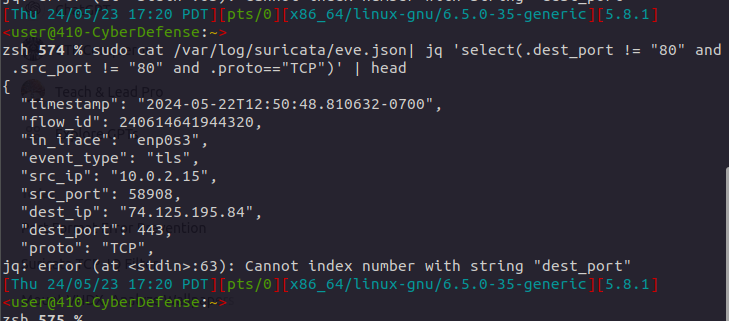 [Thu 24/05/23 17:20 PDT][pts/0][x86_64/linux-gnu/6.5.0-35-generic][5.8.1]
<user@410-CyberDefense:~>
zsh 574 % sudo cat /var/log/suricata/eve.json| jq 'select(.dest_port != "80" and
.src_port != "80" and .proto=="TCP")' | head
Teach & Lead Pro
{
"timestamp": "2024-05-22T12:50:48.810632-0700",
"flow_id": 240614641944320,
"in_iface": "enp0s3",
"event_type": "tls",
"src_ip": "10.0.2.15",
"src_port": 58908,
"dest_ip": "74.125.195.84",
"dest_port": 443,
"proto": "TCP",
jq: error (at <stdin>:63): Cannot index number with string "dest_port"
[Thu 24/05/23 17:20 PDT][pts/0][x86_64/linux-gnu/6.5.0-35-generic][5.8.1]
<user@410-CyberDefense:~>
zsh 575 %